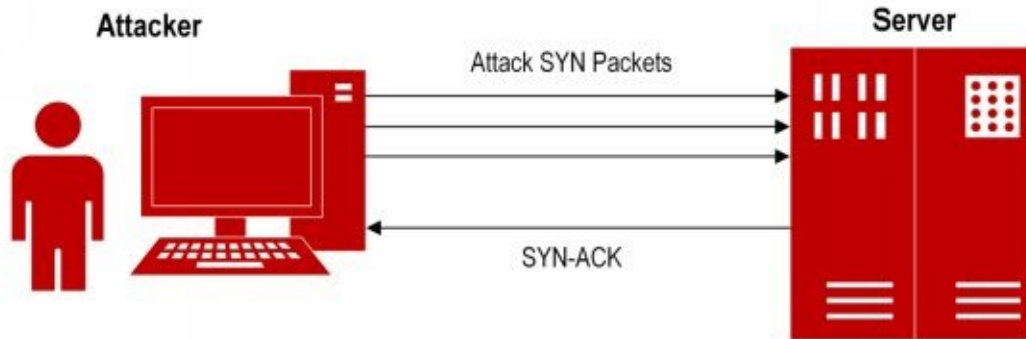 Attacker
Server
Attack SYN Packets
SYN-ACK